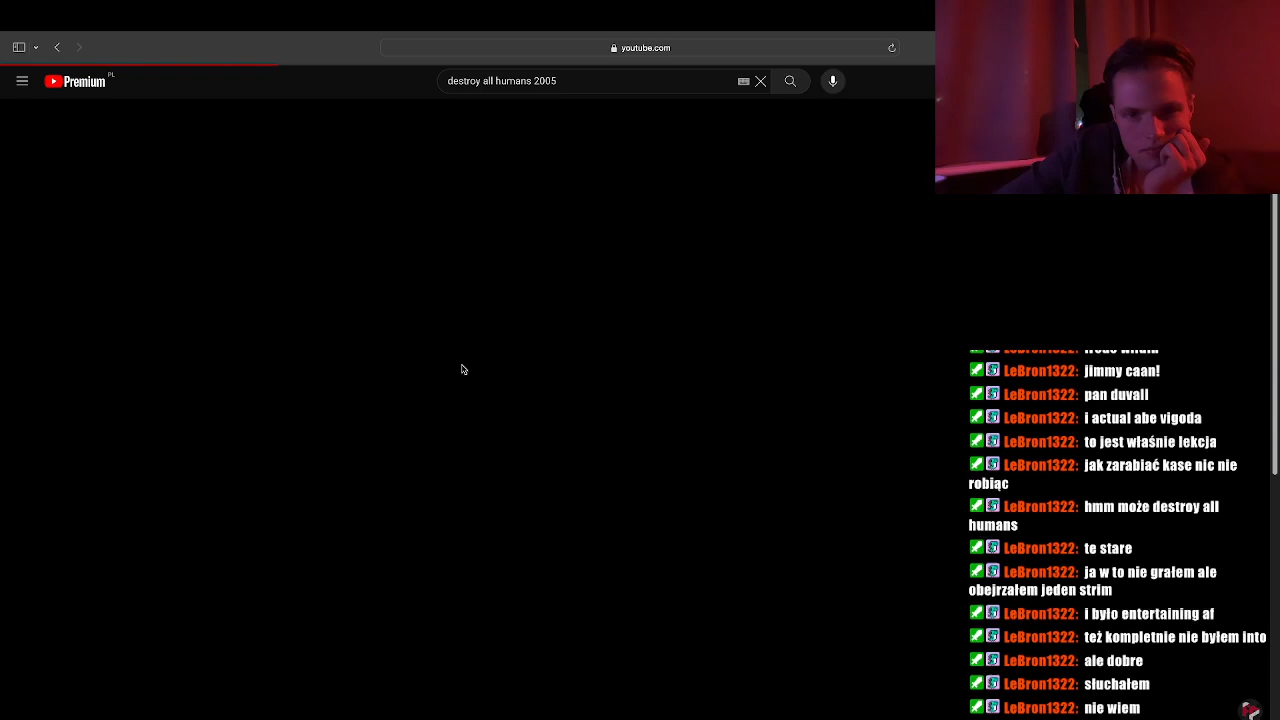 youtube.com
Premium PL
destroy all humans 2005
LeBron1322:
LeBron1322: jimmy caan!
LeBron1322: pan duvall
LeBron1322: i actual abe vigoda
LeBron1322: to jest właśnie lekcja
LeBron1322: jak zarabiać kase nic nie
robiąc
LeBron1322: hmm może destroy all
humans
LeBron1322: te stare
LeBron1322: ja w to nie grałem ale
obejrzałem jeden strim
LeBron1322: i było entertaining af
LeBron1322: też kompletnie nie byłem into
LeBron1322: ale dobre
LeBron1322: słuchałem
LeBron1322: nie wiem